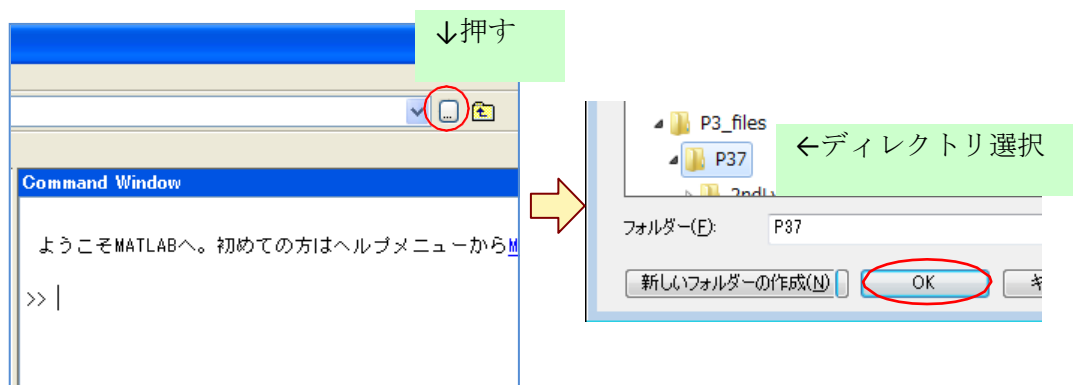 ↓押す
...
Command Window
ようこそMATLABへ。初めての方はヘルプメニューからM
>>
P3_files
P37
←ディレクトリ選択
フォルダー(F):
P37
新しいフォルダーの作成(N)
OK
キ